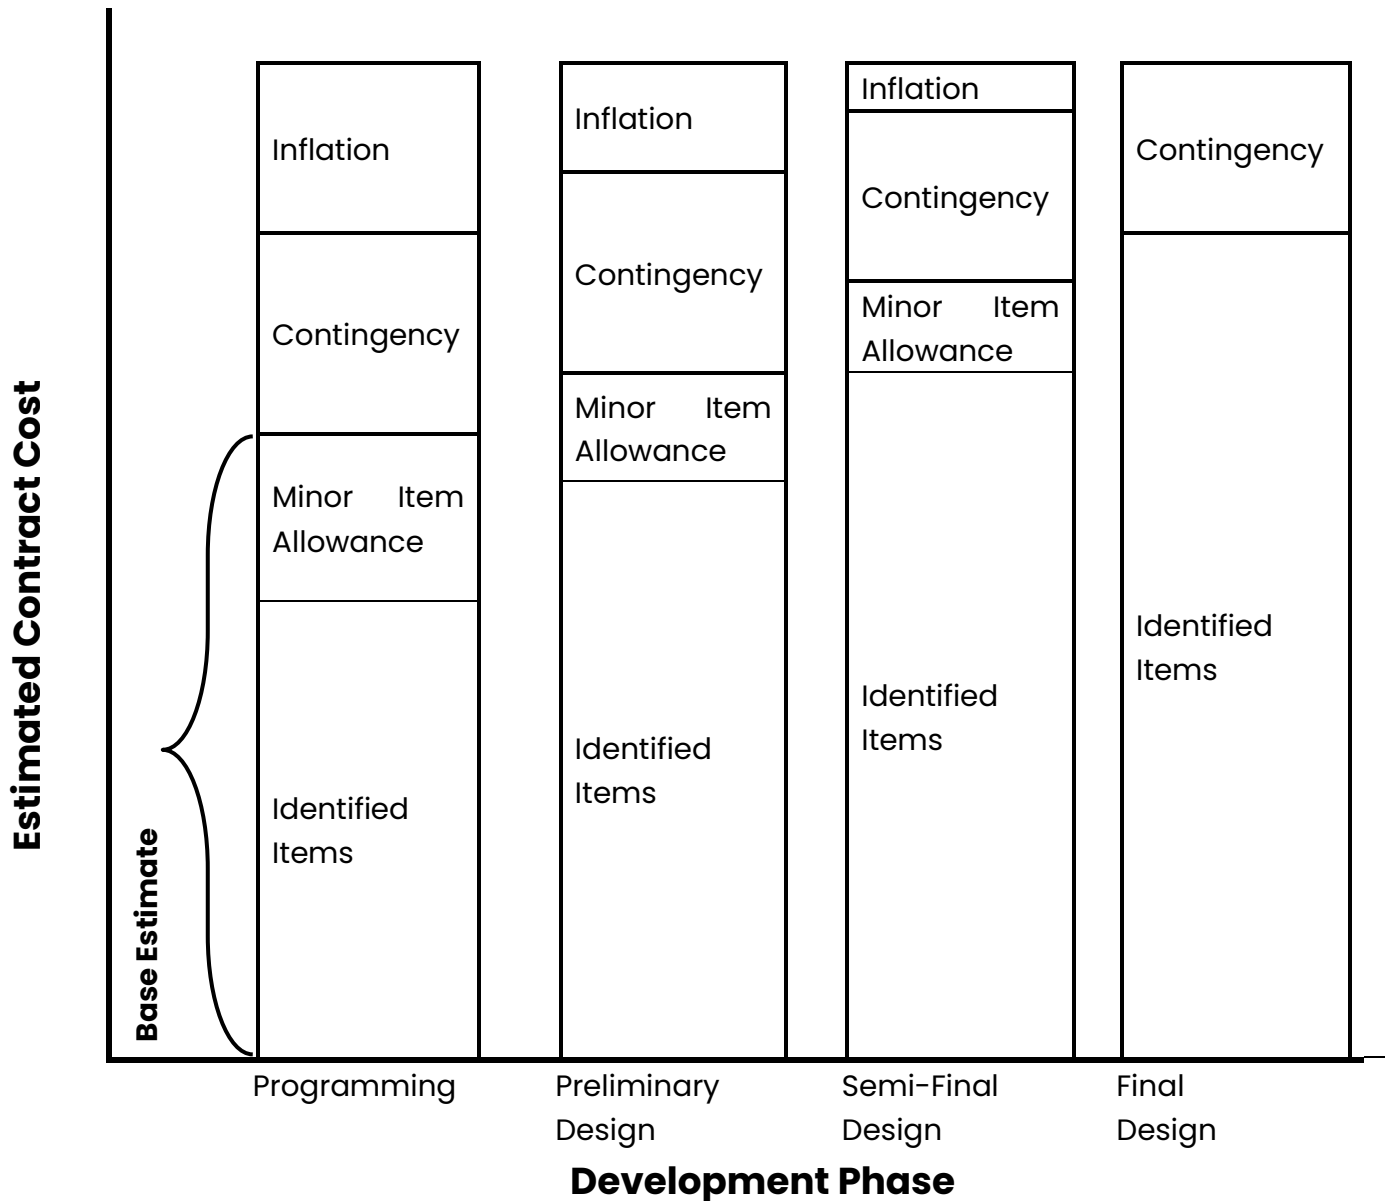 Estimated Contract Cost
Base Estimate
Inflation
Contingency
Minor Item
Allowance
Identified
Items
Inflation
Contingency
Minor Item
Allowance
Identified
Items
Inflation
Contingency
Minor Item
Allowance
Identified
Items
Contingency
Identified
Items
Programming
Preliminary
Design
Semi-Final
Design
Final
Design
Development Phase